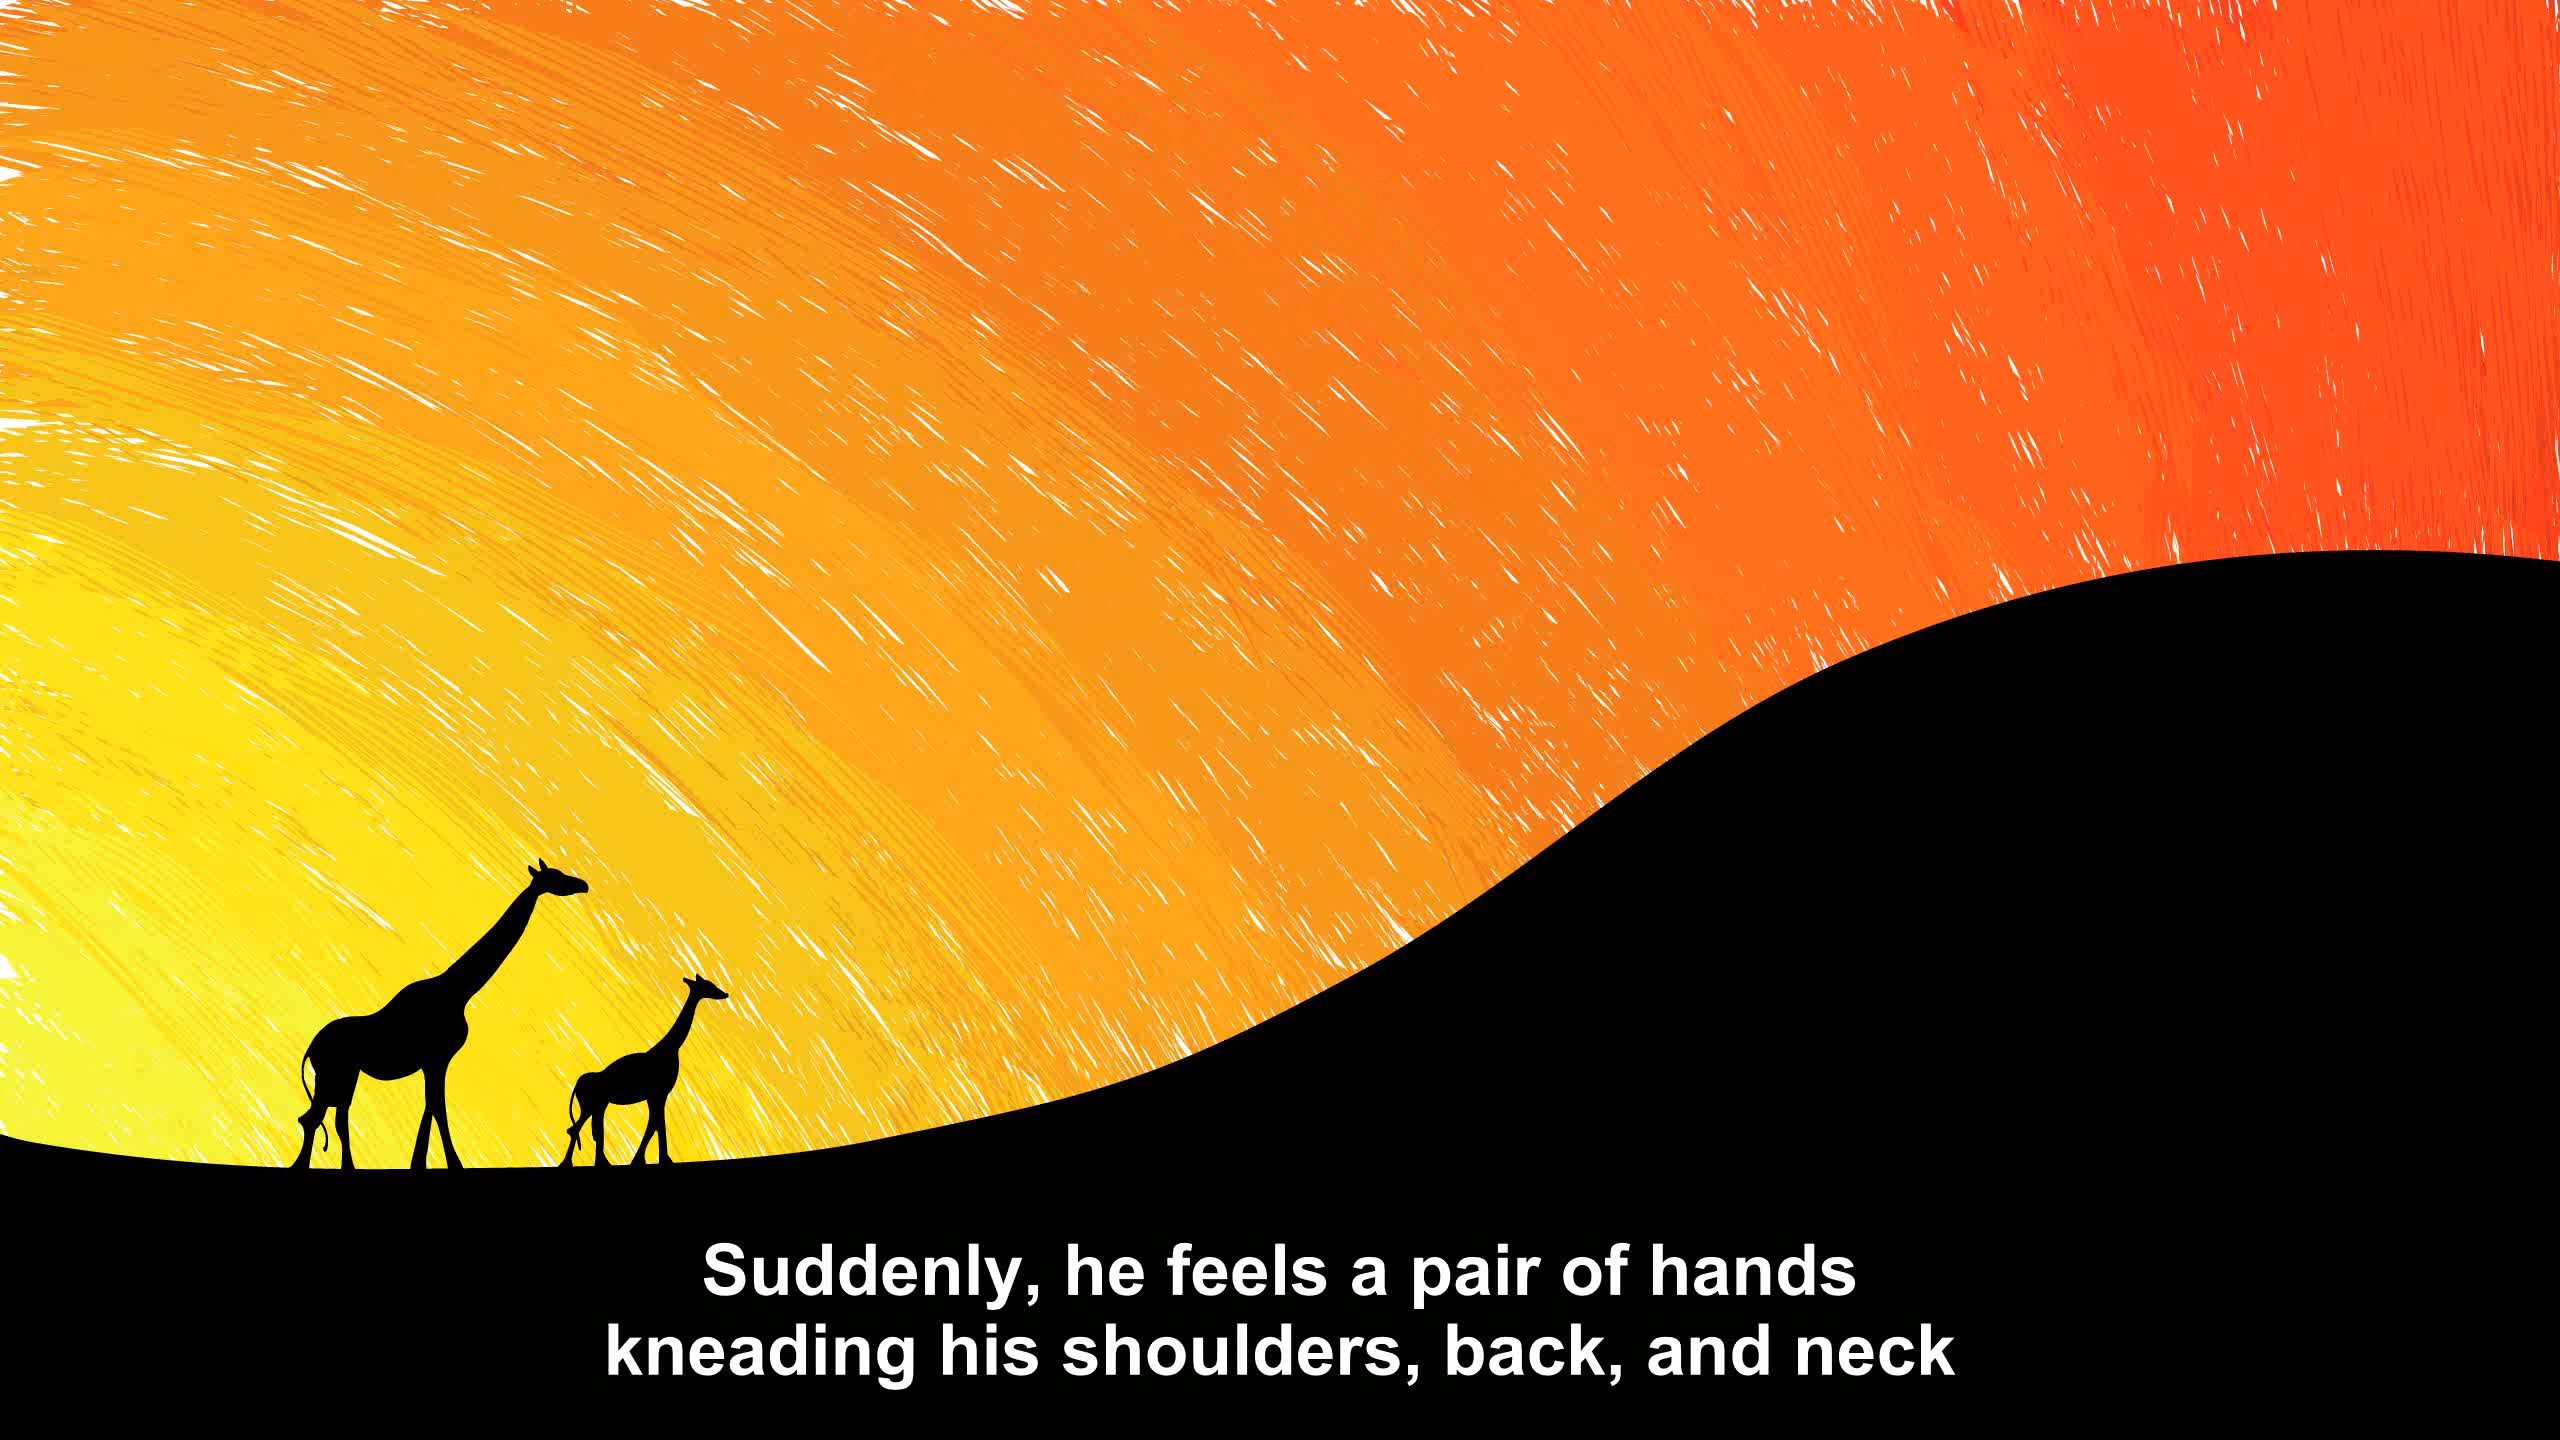 Suddenly, he feels a pair of hands
kneading his shoulders, back, and neck